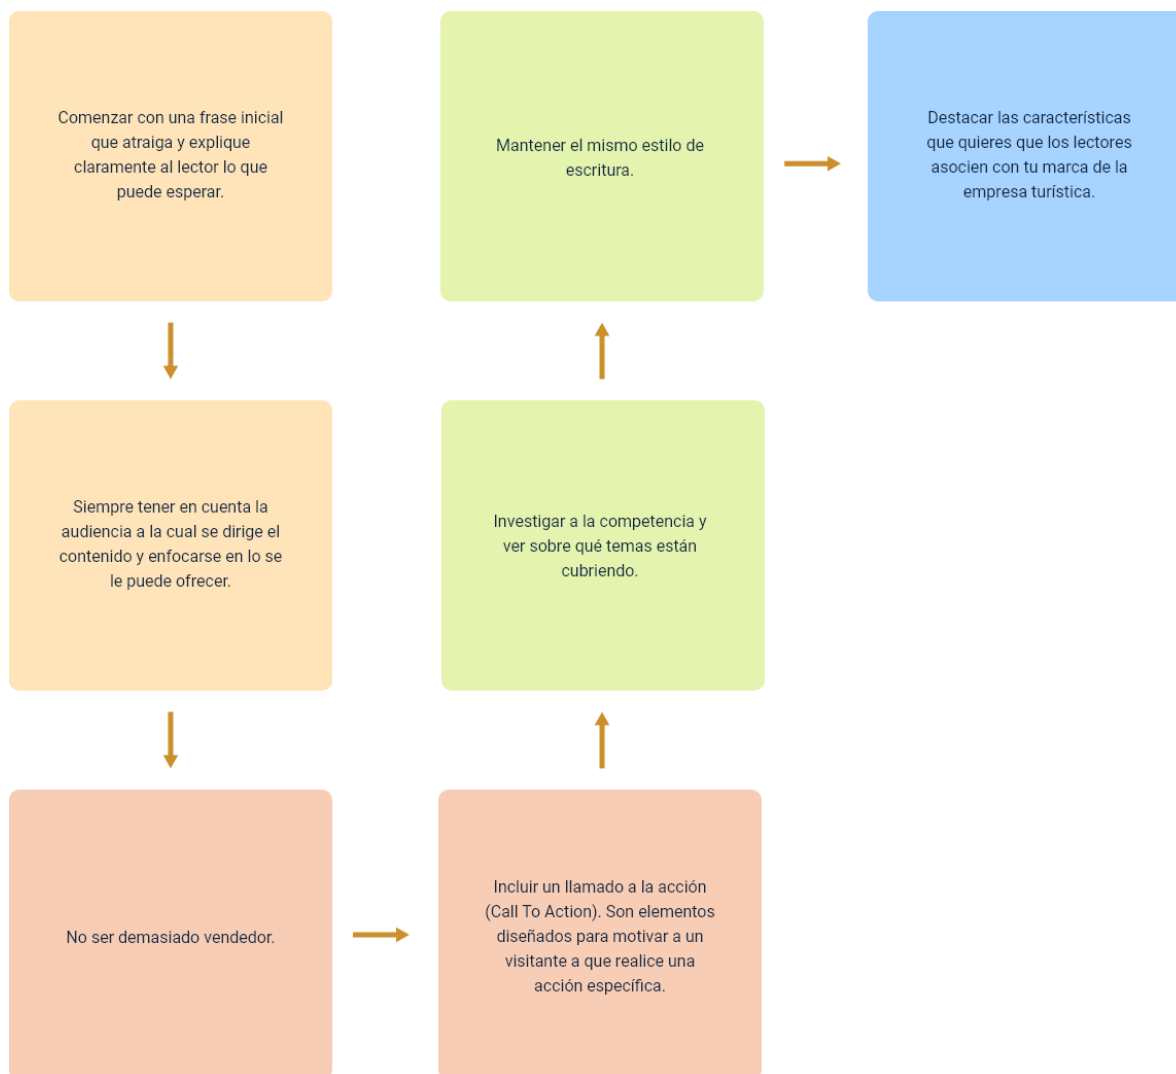 Comenzar con una frase inicial
que atraiga y explique
claramente al lector lo que
puede esperar.
Siempre tener en cuenta la
audiencia a la cual se dirige el
contenido y enfocarse en lo se
le puede ofrecer.
No ser demasiado vendedor.
Incluir un llamado a la acción
(Call To Action). Son elementos
diseñados para motivar a un
visitante a que realice una
acción específica.
Investigar a la competencia y
ver sobre qué temas están
cubriendo.
Mantener el mismo estilo de
escritura.
Destacar las características
que quieres que los lectores
asocien con tu marca de la
empresa turística.